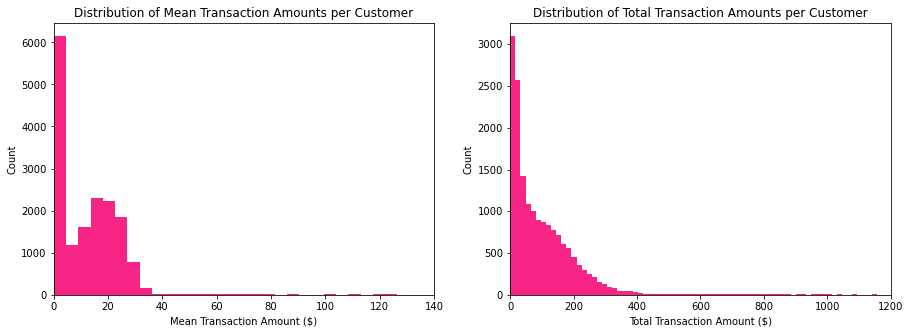 Distribution of Mean Transaction Amounts per Customer
6000
5000
4000
3000
2000
1000
0
Count
0 20 40 60 80 100 120 140
Mean Transaction Amount ($)
Distribution of Total Transaction Amounts per Customer
3000
2500
2000
1500
1000
500
0
Count
0 200 400 600 800 1000 1200
Total Transaction Amount ($)